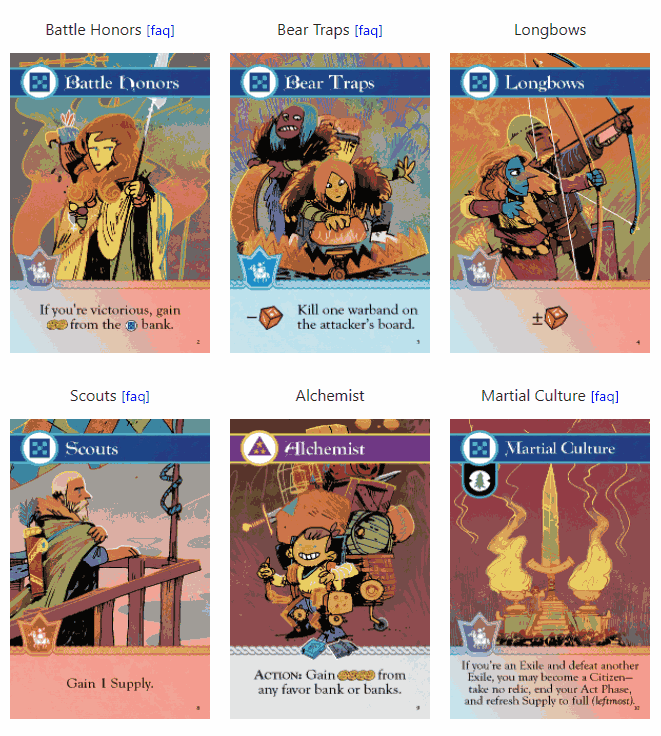 Battle Honors [faq]
Bear Traps [faq]
Longbows
Battle Honors
Bear Traps
Longbows
If you're victorious, gain
from the bank.
2
− Kill one warband on
the attacker's board.
3
±
4
Scouts [faq]
Alchemist
Martial Culture [faq]
Scouts
Alchemist
Martial Culture
Gain 1 Supply.
8
ACTION: Gain from
any favor bank or banks.
9
If you're an Exile and defeat another
Exile, you may become a Citizen—
take no relic, end your Act Phase,
and refresh Supply to full (leftmost).
10